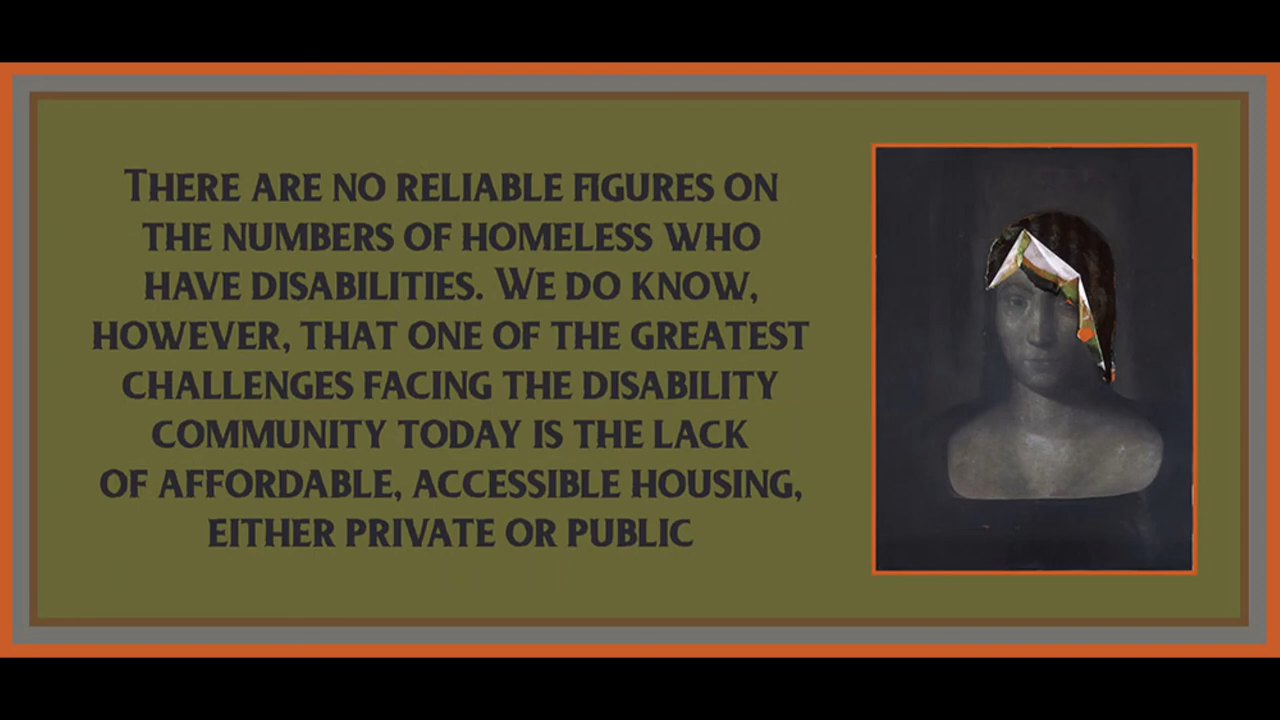 There are no reliable figures on
the numbers of homeless who
have disabilities. We do know,
however, that one of the greatest
challenges facing the disability
community today is the lack
of affordable, accessible housing,
either private or public